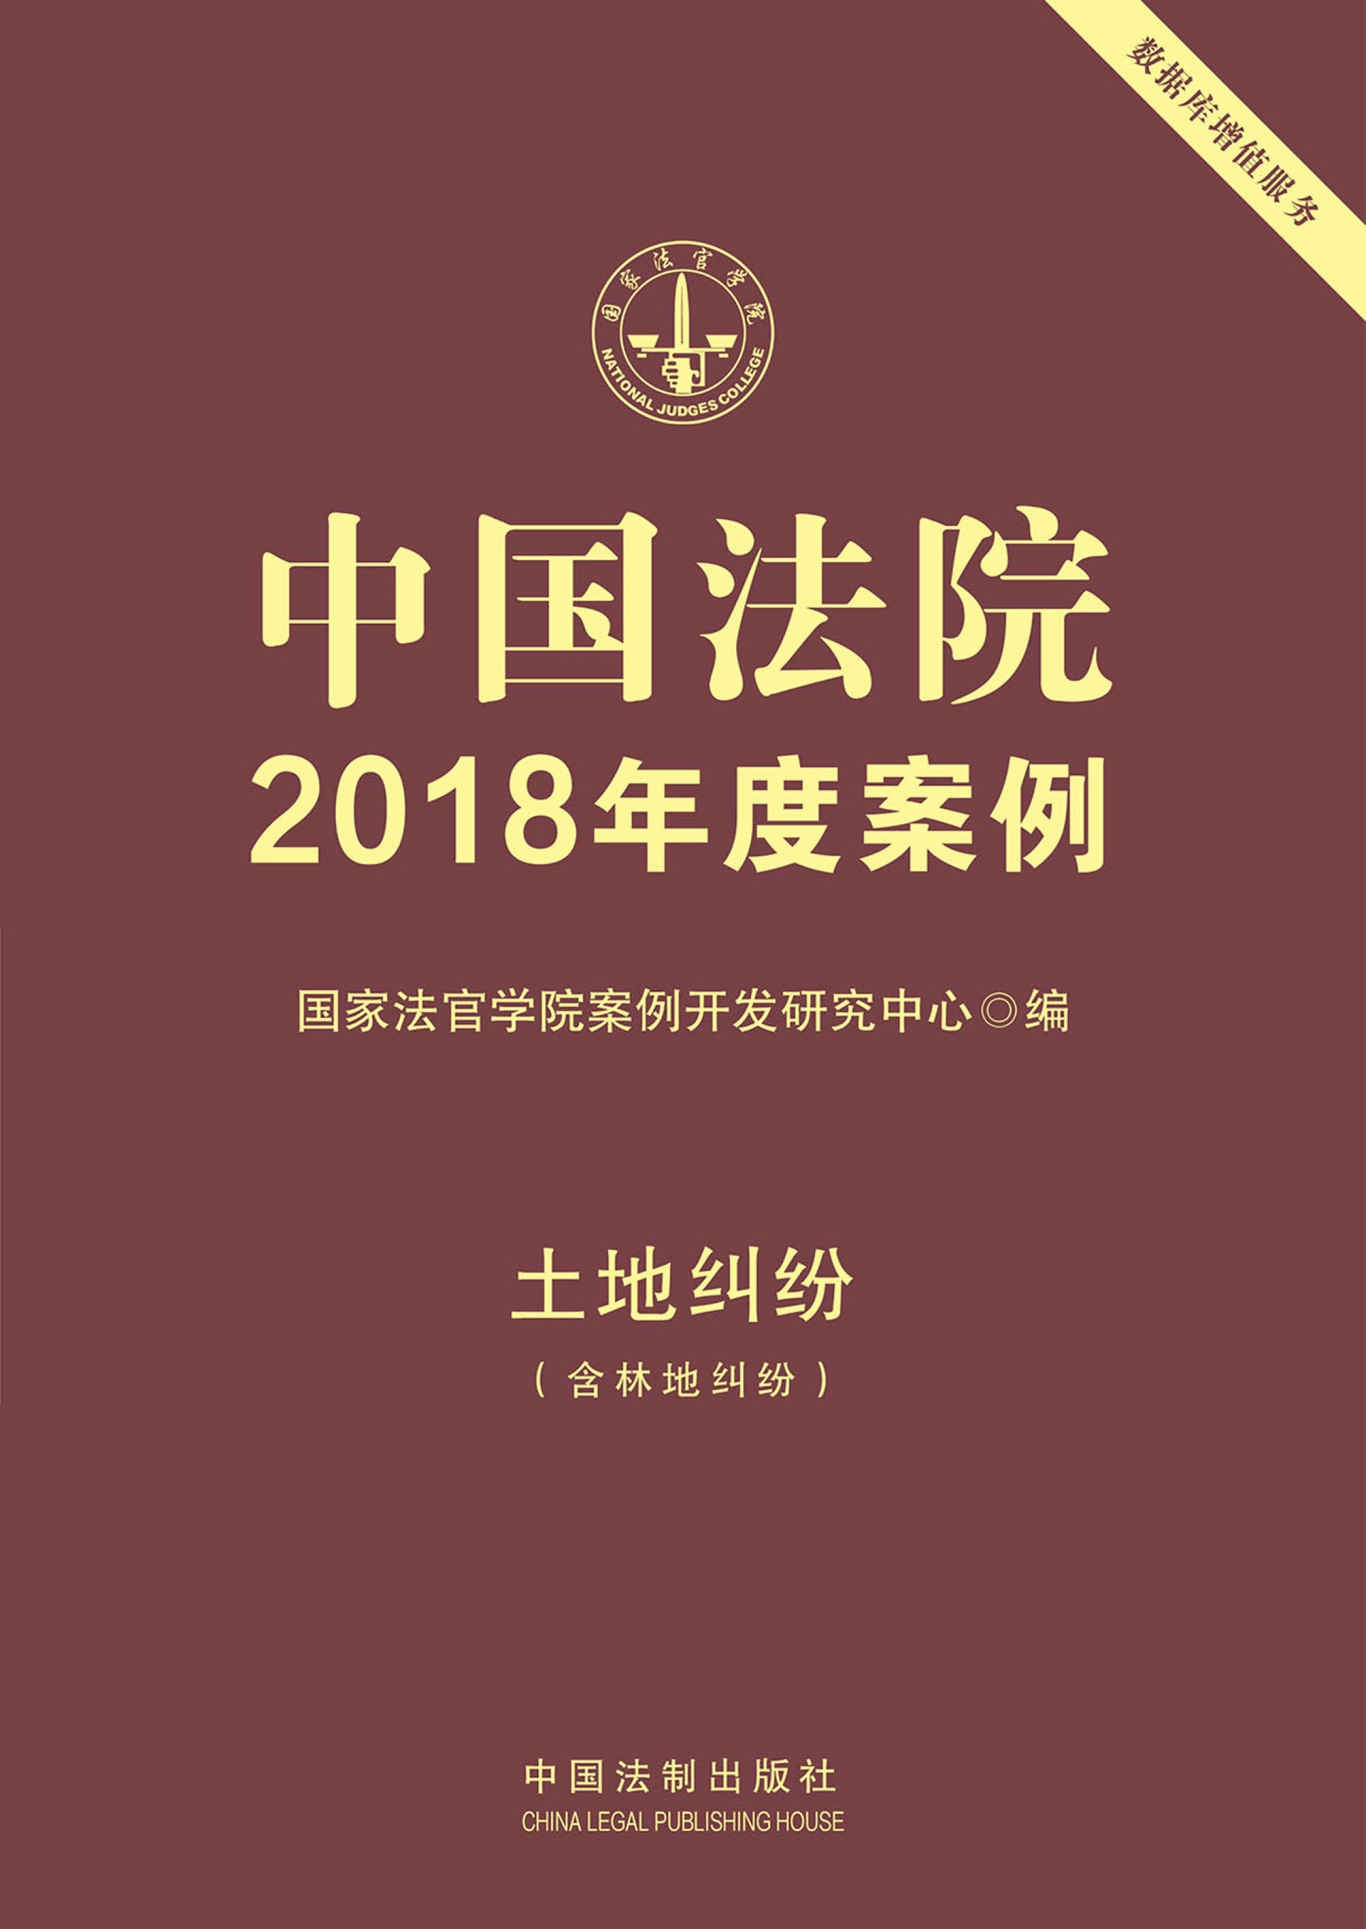 数据库增值服务
国家法官学院
NATIONAL JUDGES COLLEGE
中国法院
2018年度案例
国家法官学院案例开发研究中心◎编
土地纠纷
（含林地纠纷）
中国法制出版社
CHINA LEGAL PUBLISHING HOUSE